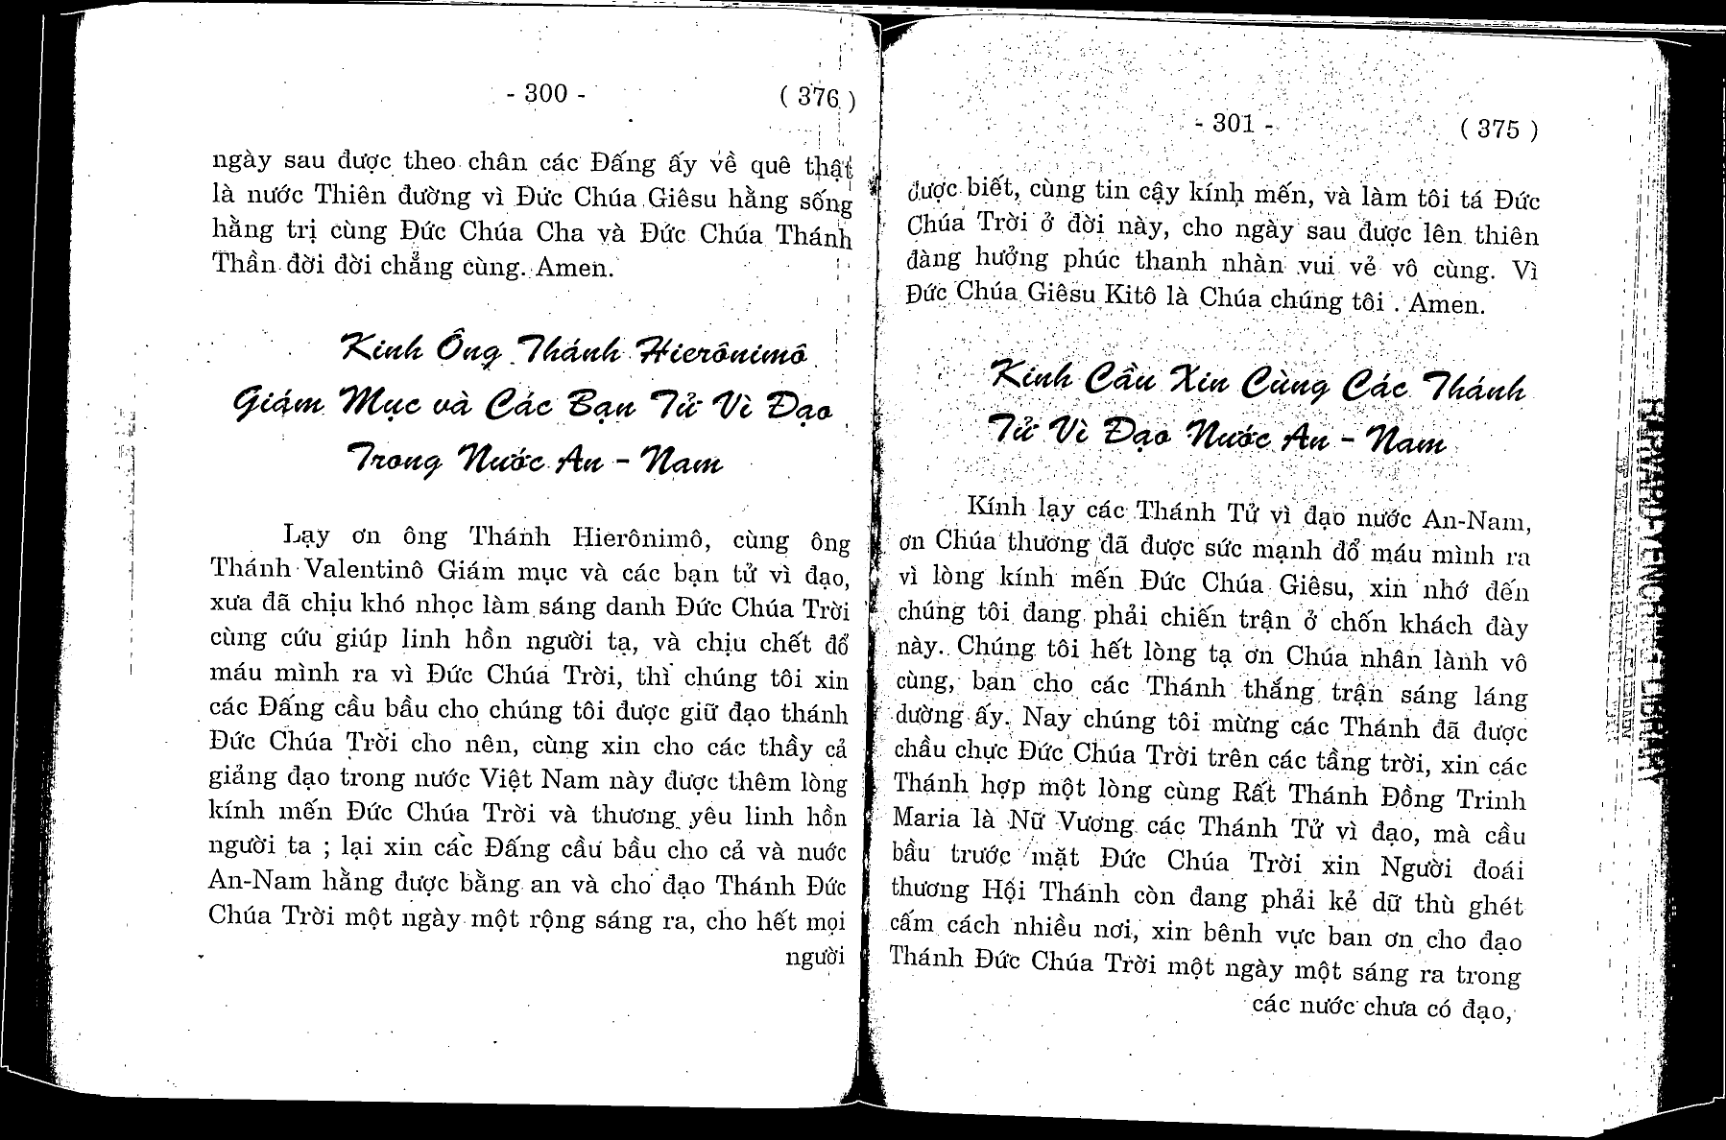 - 300 -
( 376 )
ngày sau được theo chân các Đấng ấy về quê thật
là nước Thiên đường vì Đức Chúa Giêsu hằng sống
hằng trị cùng Đức Chúa Cha và Đức Chúa Thánh
Thần đời đời chẳng cùng. Amen.
Kinh Ông Thánh Hierônimô
Giám Mục và Các Bạn Tử Vì Đạo
Trong Nước An - Nam
Lạy ơn ông Thánh Hierônimô, cùng ông
Thánh Valentinô Giám mục và các bạn tử vì đạo,
xưa đã chịu khó nhọc làm sáng danh Đức Chúa Trời
cùng cứu giúp linh hồn người tạ, và chịu chết đổ
máu mình ra vì Đức Chúa Trời, thì chúng tôi xin
các Đấng cầu bầu cho chúng tôi được giữ đạo thánh
Đức Chúa Trời cho nên, cùng xin cho các thầy cả
giảng đạo trong nước Việt Nam này được thêm lòng
kính mến Đức Chúa Trời và thương yêu linh hồn
người ta ; lại xin các Đấng cầu bầu cho cả và nước
An-Nam hằng được bằng an và cho đạo Thánh Đức
Chúa Trời một ngày một rộng sáng ra, cho hết mọi
người
- 301 -
( 375 )
được biết, cùng tin cậy kính mến, và làm tôi tá Đức
Chúa Trời ở đời này, cho ngày sau được lên thiên
đàng hưởng phúc thanh nhàn vui vẻ vô cùng. Vì
Đức Chúa Giêsu Kitô là Chúa chúng tôi . Amen.
Kinh Cầu Xin Cùng Các Thánh
Tử Vì Đạo Nước An - Nam
Kính lạy các Thánh Tử vì đạo nước An-Nam,
ơn Chúa thương đã được sức mạnh đổ máu mình ra
vì lòng kính mến Đức Chúa Giêsu, xin nhớ đến
chúng tôi đang phải chiến trận ở chốn khách đày
này. Chúng tôi hết lòng tạ ơn Chúa nhân lành vô
cùng, ban cho các Thánh thắng trận sáng láng
dường ấy. Nay chúng tôi mừng các Thánh đã được
chầu chực Đức Chúa Trời trên các tầng trời, xin các
Thánh hợp một lòng cùng Rất Thánh Đồng Trinh
Maria là Nữ Vương các Thánh Tử vì đạo, mà cầu
bầu trước mặt Đức Chúa Trời xin Người đoái
thương Hội Thánh còn đang phải kẻ dữ thù ghét
cấm cách nhiều nơi, xin bênh vực ban ơn cho đạo
Thánh Đức Chúa Trời một ngày một sáng ra trong
các nước chưa có đạo,
HARVARD-YENCHING LIBRARY